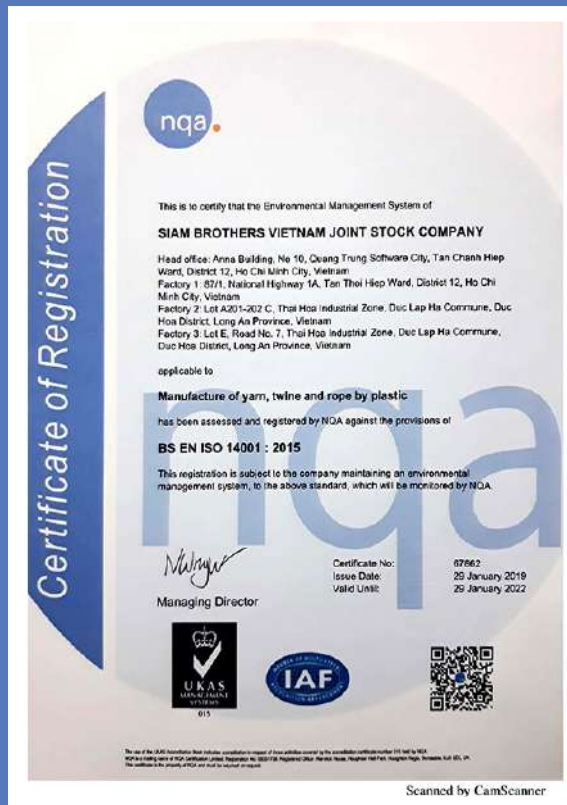 nqa.
Certificate of Registration
This is to certify that the Environmental Management System of
SIAM BROTHERS VIETNAM JOINT STOCK COMPANY
Head office: Anna Building, No 10, Quang Trung Software City, Tan Chanh Hiep
Ward, District 12, Ho Chi Minh City, Vietnam
Factory 1: 87/1, National Highway 1A, Tan Thoi Hiep Ward, District 12, Ho Chi
Minh City, Vietnam
Factory 2: Lot A201-202 C, Thai Hoa Industrial Zone, Duc Lap Ha Commune, Duc
Hoa District, Long An Province, Vietnam
Factory 3: Lot E, Road No. 7, Thai Hoa Industrial Zone, Duc Lap Ha Commune,
Duc Hoa District, Long An Province, Vietnam
applicable to
Manufacture of yarn, twine and rope by plastic
has been assessed and registered by NQA against the provisions of
BS EN ISO 14001 : 2015
This registration is subject to the company maintaining an environmental
management system, to the above standard, which will be monitored by NQA.
nqa
Managing Director
Certificate No: 67662
Issue Date: 29 January 2019
Valid Until: 29 January 2022
UKAS
MANAGEMENT
SYSTEMS
015
IAF
Scanned by CamScanner